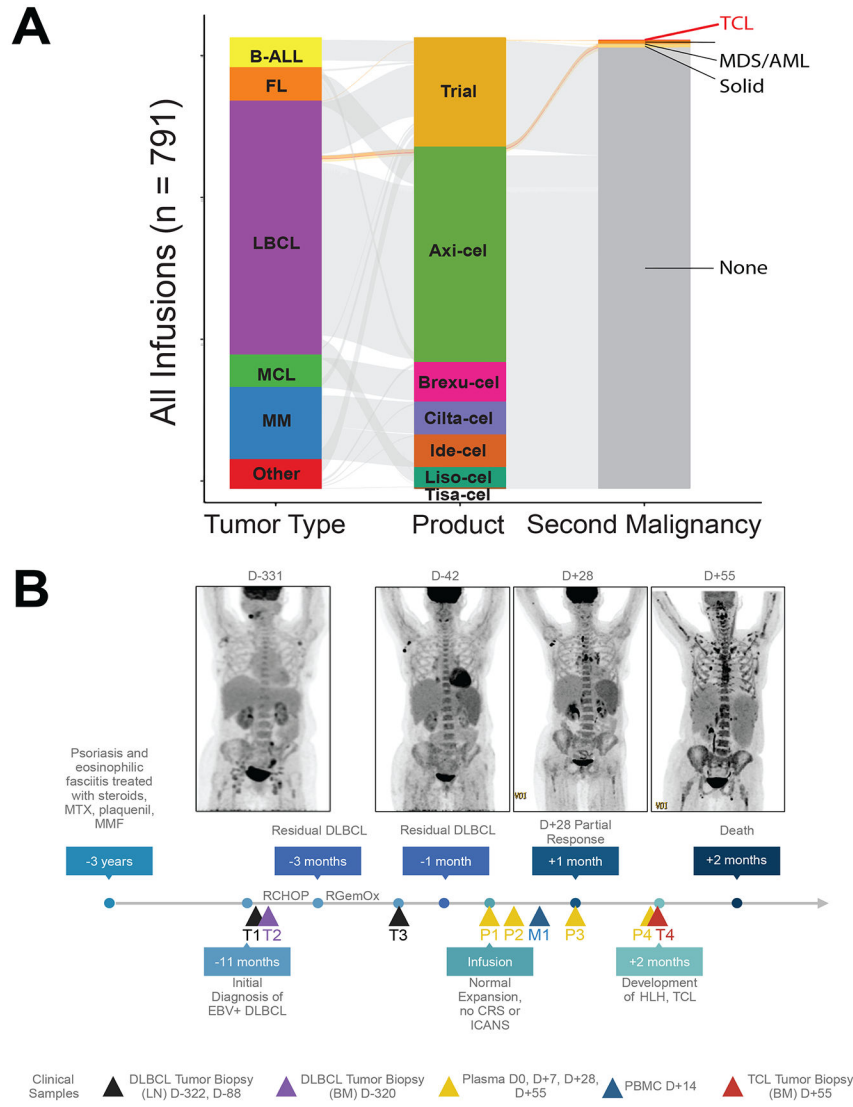 A
All Infusions (n = 791)
B-ALL
FL
LBCL
MCL
MM
Other
Trial
Axi-cel
Brexu-cel
Cilta-cel
Ide-cel
Liso-cel
Tisa-cel
TCL
MDS/AML
Solid
None
Tumor Type
Product
Second Malignancy
B
D-331
D-42
D+28
D+55
YO1
YO1
Psoriasis and
eosinophilic
fasciitis treated
with steroids,
MTX, plaquenil,
MMF
Residual DLBCL
Residual DLBCL
D+28 Partial
Response
Death
-3 years
-3 months
-1 month
+1 month
+2 months
RCHOP
RGemOx
T1
T2
T3
P1
P2
M1
P3
P4
T4
-11 months
Infusion
+2 months
Initial
Diagnosis of
EBV+ DLBCL
Normal
Expansion,
no CRS or
ICANS
Development
of HLH, TCL
Clinical
Samples
DLBCL Tumor Biopsy
(LN) D-322, D-88
DLBCL Tumor Biopsy
(BM) D-320
Plasma D0, D+7, D+28,
D+55
PBMC D+14
TCL Tumor Biopsy
(BM) D+55